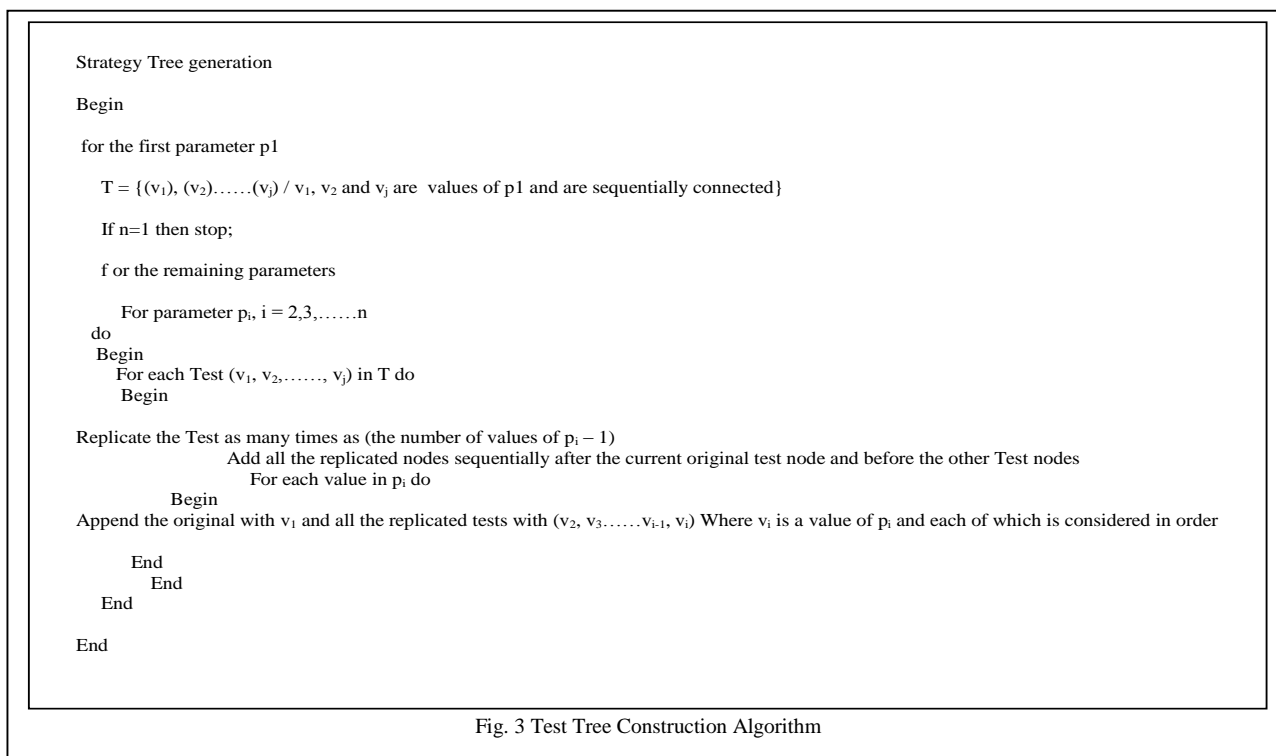 Strategy Tree generation
Begin
for the first parameter p1
T = {(v₁), (v₂)……(vⱼ) / v₁, v₂ and vⱼ are values of p1 and are sequentially connected}
If n=1 then stop;
f or the remaining parameters
For parameter pᵢ, i = 2,3,……n
do
Begin
For each Test (v₁, v₂,……, vⱼ) in T do
Begin
Replicate the Test as many times as (the number of values of pᵢ – 1)
Add all the replicated nodes sequentially after the current original test node and before the other Test nodes
For each value in pᵢ do
Begin
Append the original with v₁ and all the replicated tests with (v₂, v₃……vᵢ₋₁, vᵢ) Where vᵢ is a value of pᵢ and each of which is considered in order
End
End
End
End
Fig. 3 Test Tree Construction Algorithm